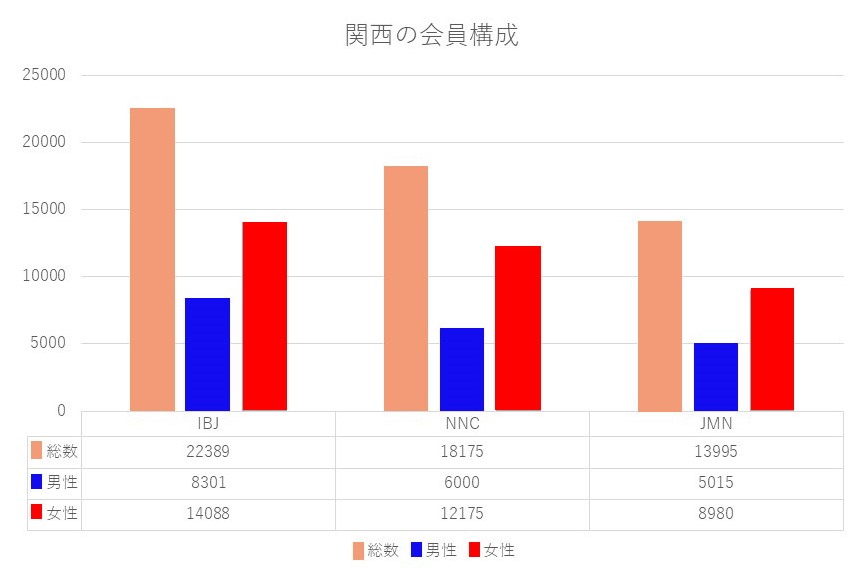 関西の会員構成
25000
20000
15000
10000
5000
0
IBJ NNC JMN
総数 22389 18175 13995
男性 8301 6000 5015
女性 14088 12175 8980
総数 男性 女性